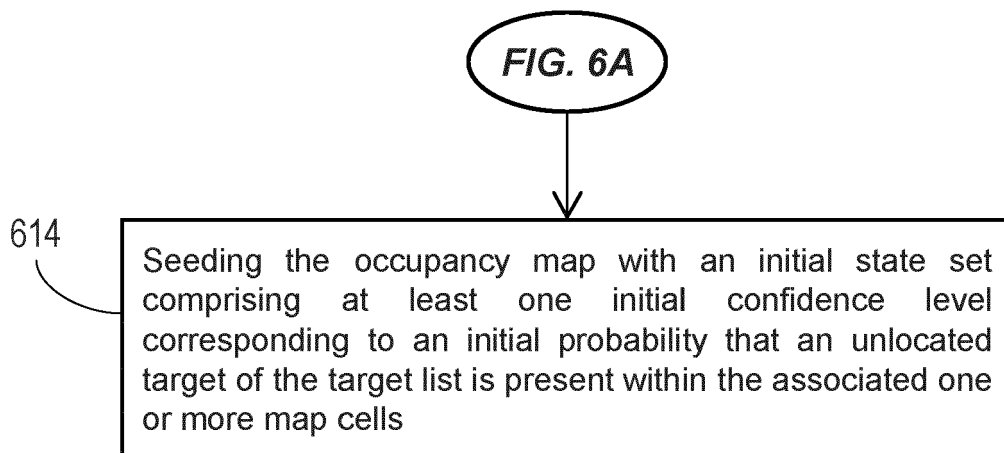 FIG. 6A
614
Seeding the occupancy map with an initial state set
comprising at least one initial confidence level
corresponding to an initial probability that an unlocated
target of the target list is present within the associated one
or more map cells